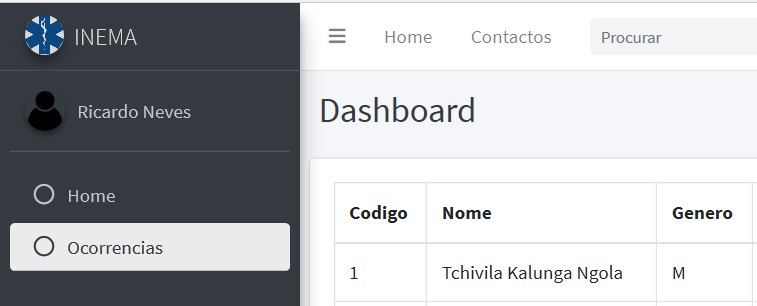 INEMA
Ricardo Neves
Home
Ocorrencias
Home Contactos Procurar
Dashboard
Codigo Nome Genero
1 Tchivila Kalunga Ngola M